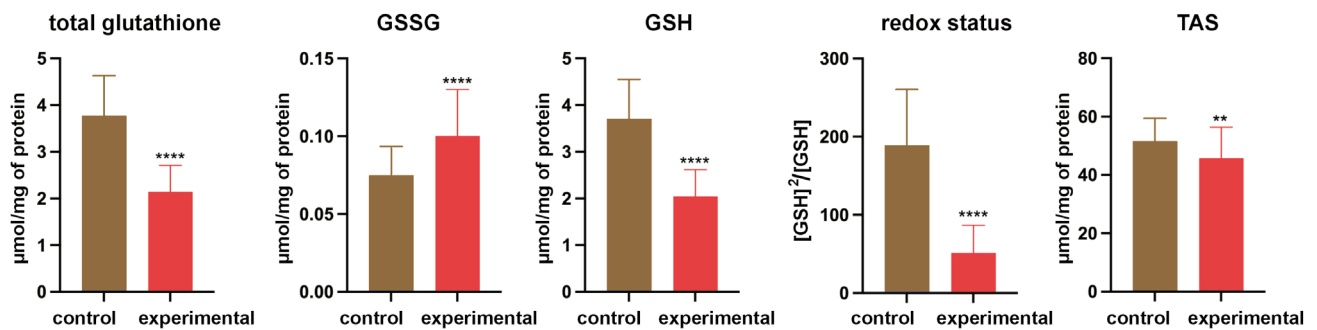 total glutathione
GSSG
GSH
redox status
TAS
µmol/mg of protein
5
4
3
2
1
0
****
control
experimental
µmol/mg of protein
0.15
0.10
0.05
0.00
****
control
experimental
µmol/mg of protein
5
4
3
2
1
0
****
control
experimental
[GSH]²/[GSH]
300
200
100
0
****
control
experimental
µmol/mg of protein
80
60
40
20
0
**
control
experimental